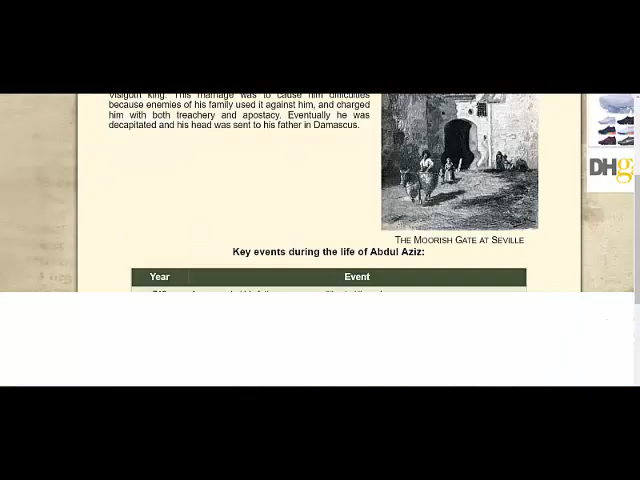 Visigoth king. This marriage was to cause him difficulties
because enemies of his family used it against him, and charged
him with both treachery and apostacy. Eventually he was
decapitated and his head was sent to his father in Damascus.
THE MOORISH GATE AT SEVILLE
Key events during the life of Abdul Aziz:
Year Event
DHg